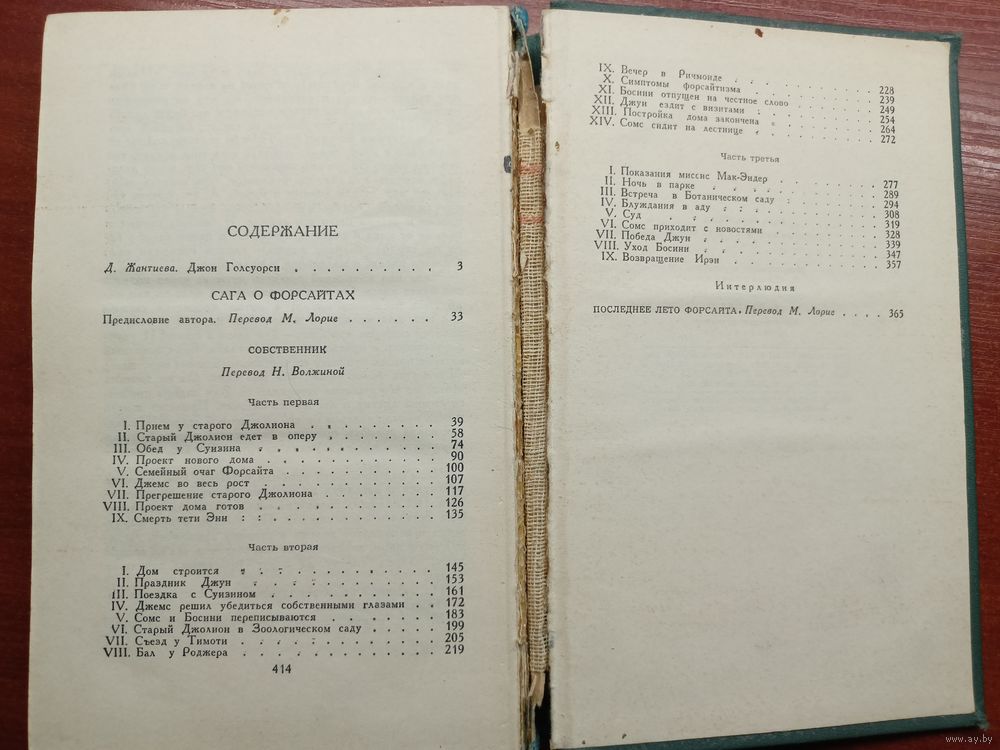 СОДЕРЖАНИЕ
Д. Жантиева. Джон Голсуорси . . . . . . . . . . 3
САГА О ФОРСАЙТАХ
Предисловие автора. Перевод М. Лорие . . . . . . 33
СОБСТВЕННИК
Перевод Н. Волжиной
Часть первая
I. Прием у старого Джолиона . . . . . . . . . 39
II. Старый Джолион едет в оперу . . . . . . . . 58
III. Обед у Суизина . . . . . . . . . . . . 74
IV. Проект нового дома . . . . . . . . . . . 90
V. Семейный очаг Форсайта . . . . . . . . . . 100
VI. Джемс во весь рост . . . . . . . . . . . 107
VII. Прегрешение старого Джолиона . . . . . . . . 117
VIII. Проект дома готов . . . . . . . . . . . 126
IX. Смерть тети Энн : : . . . . . . . . . . 135
Часть вторая
I. Дом строится . . . . . . . . . . . . . 145
II. Праздник Джун . . . . . . . . . . . . 153
III. Поездка с Суизином . . . . . . . . . . . 161
IV. Джемс решил убедиться собственными глазами . . 172
V. Сомс и Босини переписываются . . . . . . . 183
VI. Старый Джолион в Зоологическом саду . . . . . 199
VII. Съезд у Тимоти . . . . . . . . . . . . 205
VIII. Бал у Роджера . . . . . . . . . . . . 219
414
IX. Вечер в Ричмонде . . . . . . . . . . 228
X. Симптомы форсайтизма . . . . . . . . . 239
XI. Босини отпущен на честное слово . . . . . . 249
XII. Джун ездит с визитами . . . . . . . . . 254
XIII. Постройка дома закончена . . . . . . . . 264
XIV. Сомс сидит на лестнице . . . . . . . . . 272
Часть третья
I. Показания миссис Мак-Эндер . . . . . . . 277
II. Ночь в парке . . . . . . . . . . . . 289
III. Встреча в Ботаническом саду : . . . . . . 294
IV. Блуждания в аду . : : . . . . . . . . 308
V. Суд . . . . . . . . . . . . . . 319
VI. Сомс приходит с новостями . . . . . . . . 328
VII. Победа Джун . . . . . . . . . . . . 339
VIII. Уход Босини . . . . . . . . . . . . 347
IX. Возвращение Ирэн . . . . . . . . . . 357
Интерлюдия
ПОСЛЕДНЕЕ ЛЕТО ФОРСАЙТА. Перевод М. Лорие . . . . 365
www.ay.by